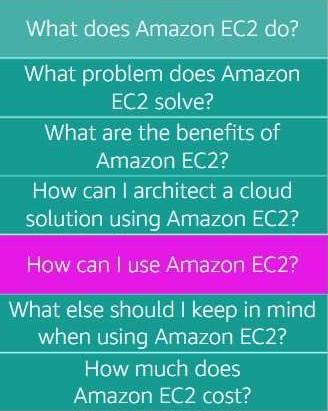 What does Amazon EC2 do?
What problem does Amazon
EC2 solve?
What are the benefits of
Amazon EC2?
How can I architect a cloud
solution using Amazon EC2?
How can I use Amazon EC2?
What else should I keep in mind
when using Amazon EC2?
How much does
Amazon EC2 cost?